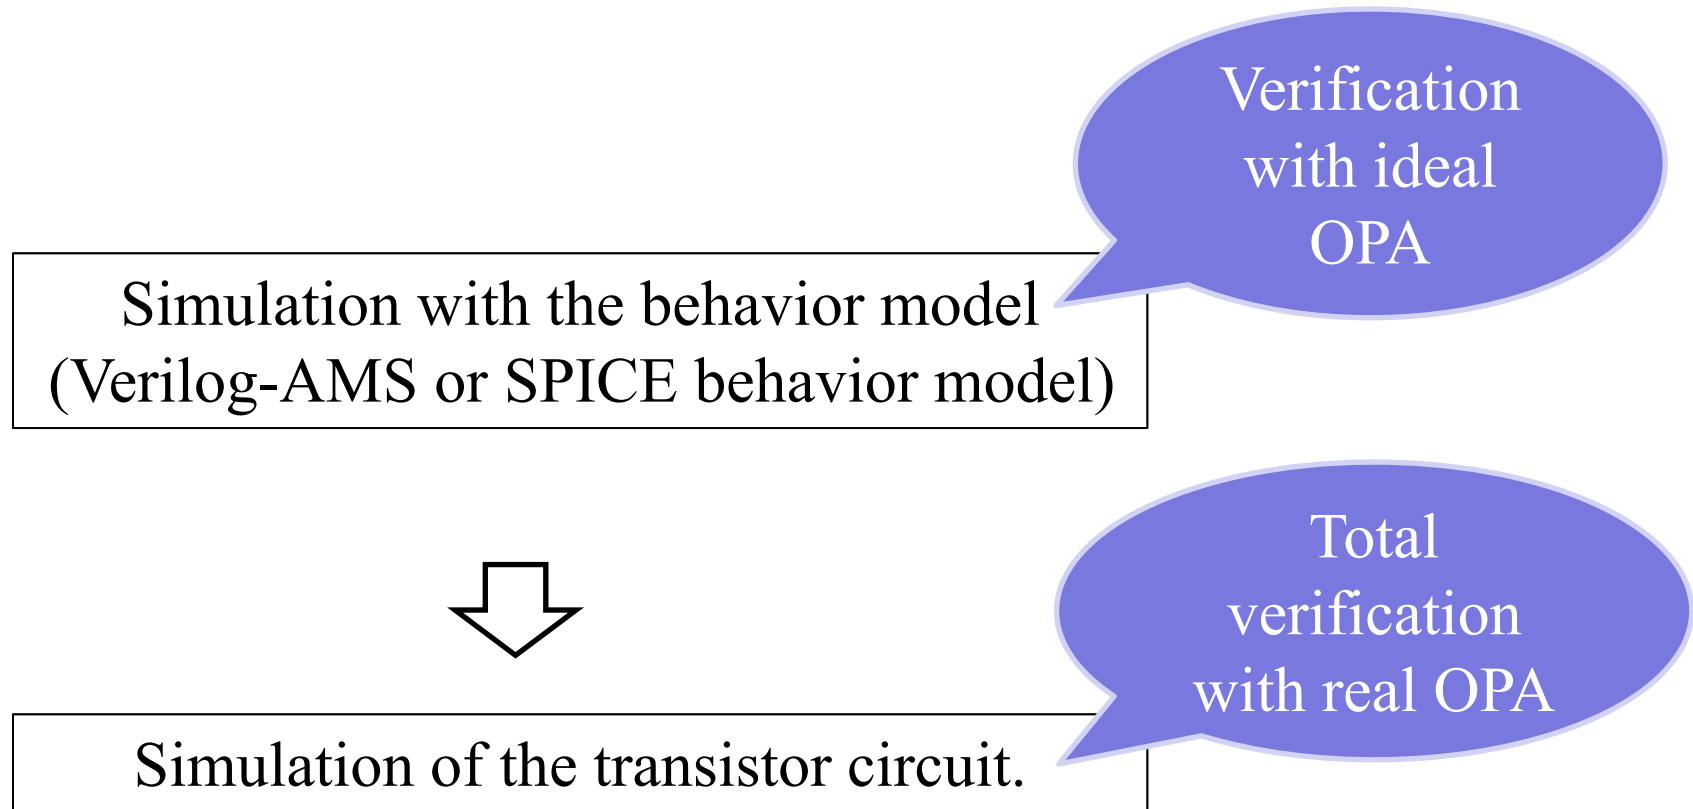 Verification
with ideal
OPA
Simulation with the behavior model
(Verilog-AMS or SPICE behavior model)
Total
verification
with real OPA
Simulation of the transistor circuit.